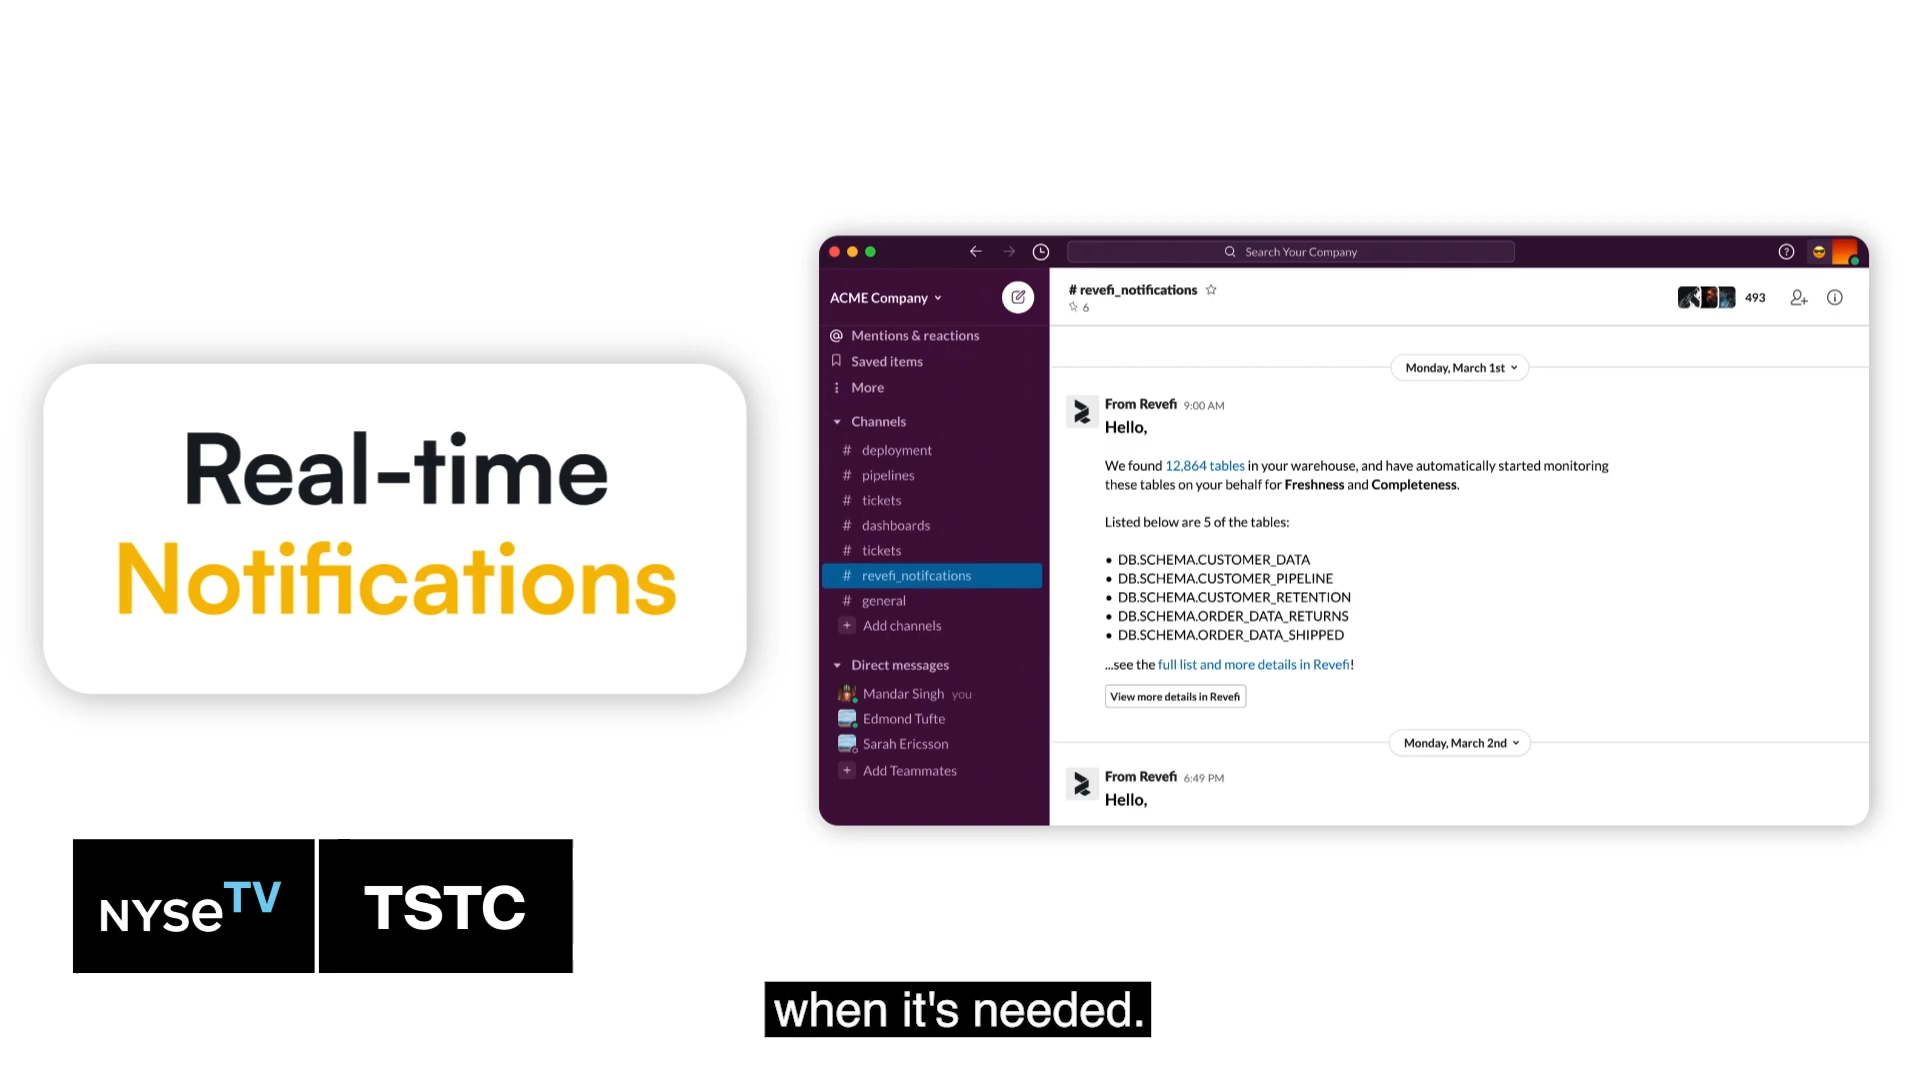 Real-time
Notifications
NYSE TV
TSTC
Search Your Company
ACME Company
Mentions & reactions
Saved items
More
Channels
# deployment
# pipelines
# tickets
# dashboards
# tickets
# revefi_notifcations
# general
+ Add channels
Direct messages
Mandar Singh you
Edmond Tufte
Sarah Ericsson
+ Add Teammates
# revefi_notifications
6
493
Monday, March 1st
From Revefi 9:00 AM
Hello,
We found 12,864 tables in your warehouse, and have automatically started monitoring
these tables on your behalf for Freshness and Completeness.
Listed below are 5 of the tables:
• DB.SCHEMA.CUSTOMER_DATA
• DB.SCHEMA.CUSTOMER_PIPELINE
• DB.SCHEMA.CUSTOMER_RETENTION
• DB.SCHEMA.ORDER_DATA_RETURNS
• DB.SCHEMA.ORDER_DATA_SHIPPED
...see the full list and more details in Revefi!
View more details in Revefi
Monday, March 2nd
From Revefi 6:49 PM
Hello,
when it's needed.